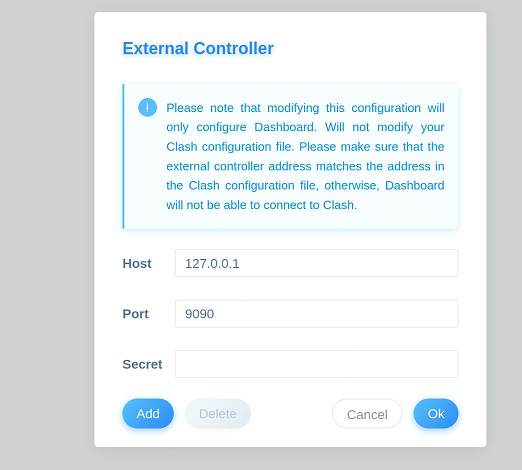 External Controller
! Please note that modifying this configuration will
only configure Dashboard. Will not modify your
Clash configuration file. Please make sure that the
external controller address matches the address in
the Clash configuration file, otherwise, Dashboard
will not be able to connect to Clash.
Host 127.0.0.1
Port 9090
Secret
Add Delete Cancel Ok